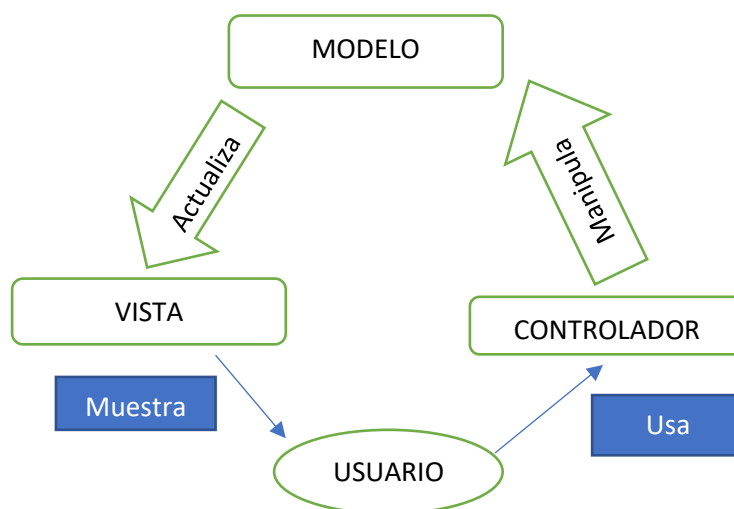 MODELO
Actualiza
Manipula
VISTA
CONTROLADOR
Muestra
Usa
USUARIO